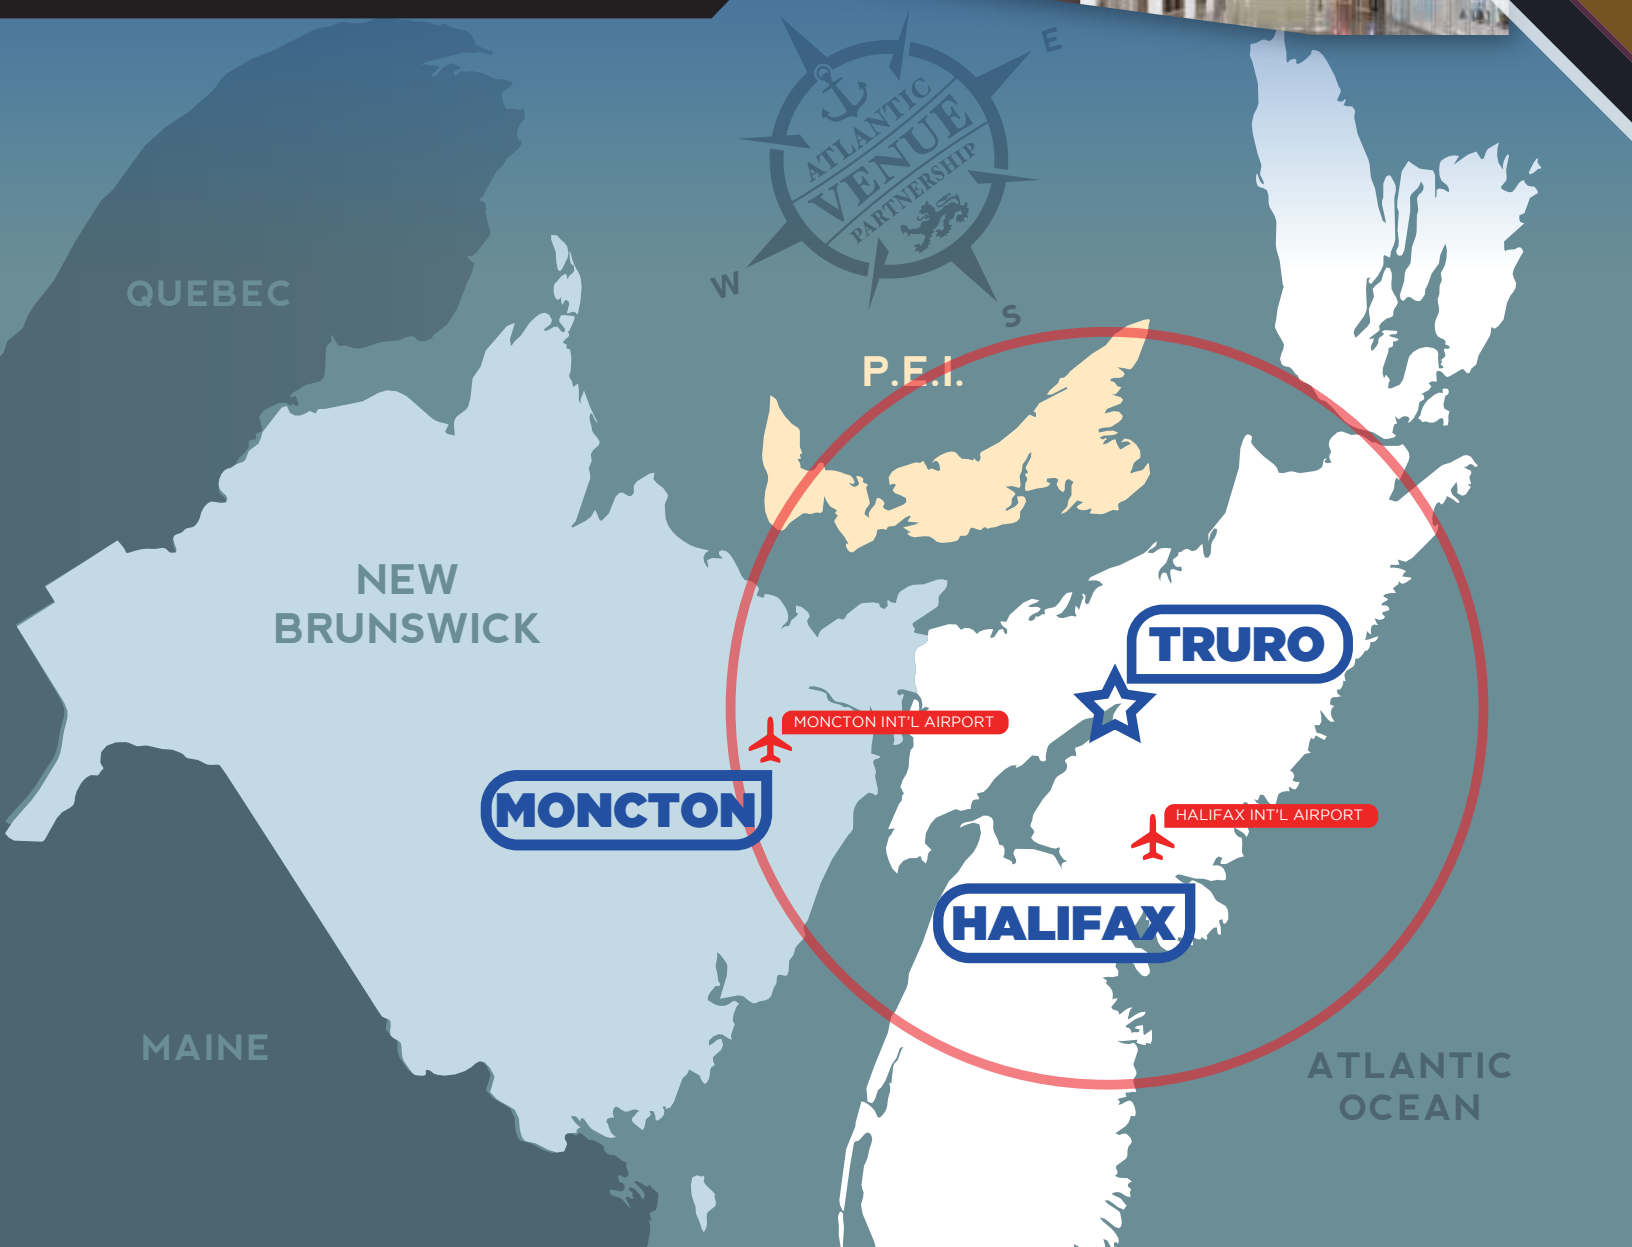 E
ATLANTIC
VENUE
PARTNERSHIP
W
S
QUEBEC
P.E.I.
NEW
BRUNSWICK
TRURO
MONCTON INT'L AIRPORT
MONCTON
HALIFAX INT'L AIRPORT
HALIFAX
MAINE
ATLANTIC
OCEAN